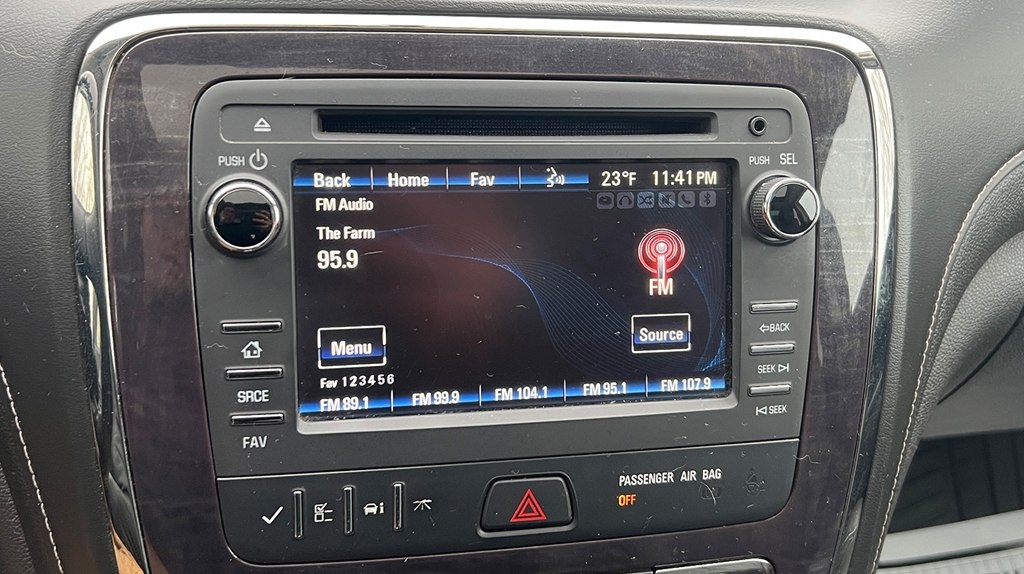 PUSH
PUSH SEL
Back Home Fav 23°F 11:41 PM
FM Audio
The Farm
95.9
FM
Menu
Source
Fav 1 2 3 4 5 6
FM 89.1 FM 99.9 FM 104.1 FM 95.1 FM 107.9
SRCE
FAV
BACK
SEEK
SEEK
PASSENGER AIR BAG
OFF